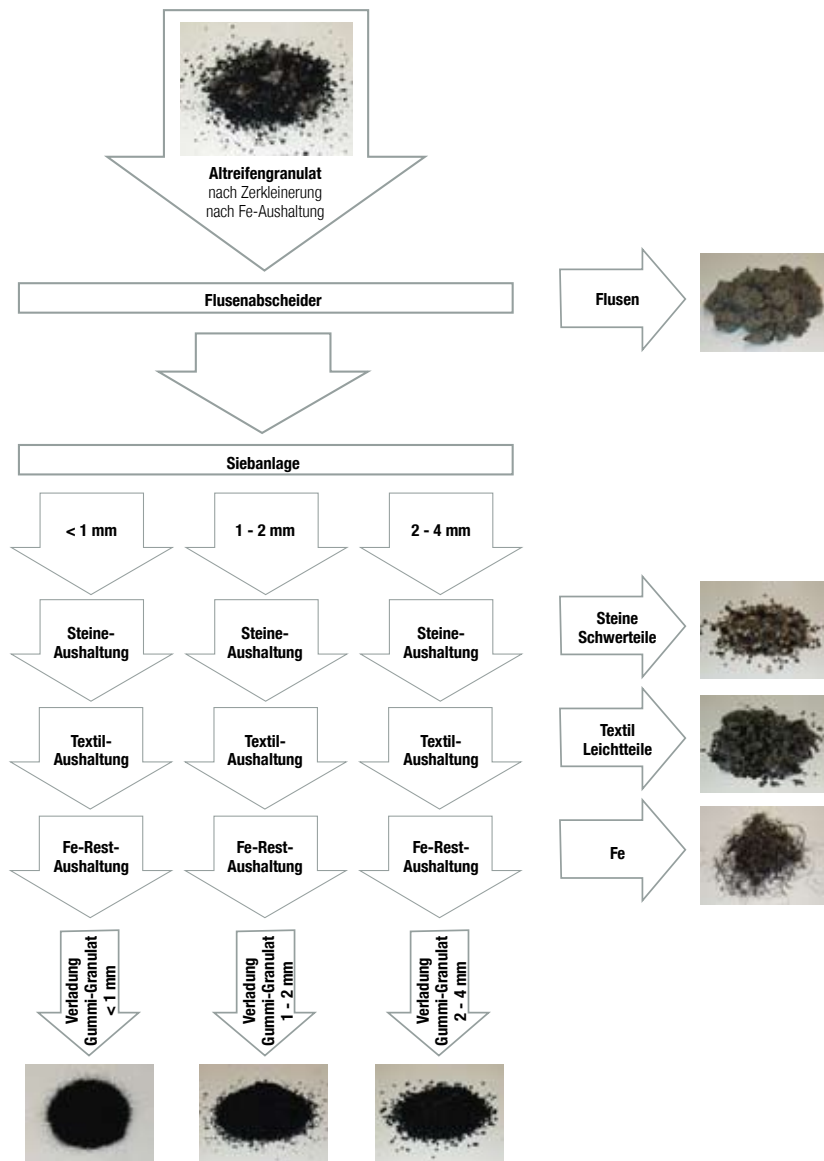 Altreifengranulat
nach Zerkleinerung
nach Fe-Aushaltung
Flusenabscheider
Flusen
Siebanlage
< 1 mm
1 - 2 mm
2 - 4 mm
Steine-
Aushaltung
Steine-
Aushaltung
Steine-
Aushaltung
Steine
Schwerteile
Textil-
Aushaltung
Textil-
Aushaltung
Textil-
Aushaltung
Textil
Leichtteile
Fe-Rest-
Aushaltung
Fe-Rest-
Aushaltung
Fe-Rest-
Aushaltung
Fe
Verladung
Gummi-Granulat
< 1 mm
Verladung
Gummi-Granulat
1 - 2 mm
Verladung
Gummi-Granulat
2 - 4 mm